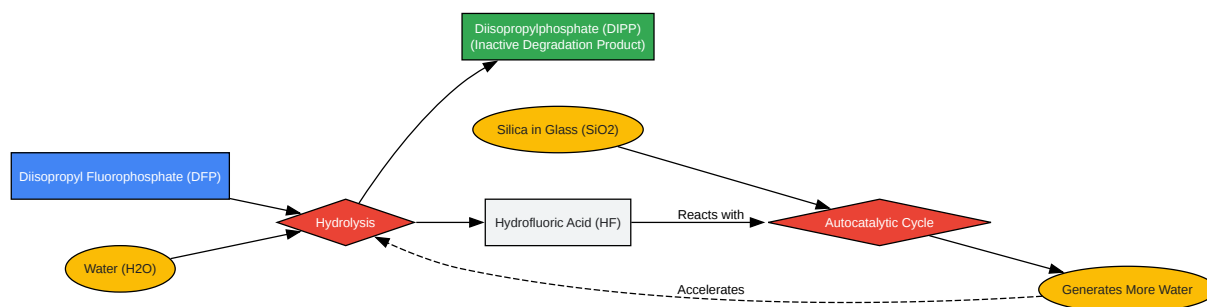 Diisopropylphosphate (DIPP)
(Inactive Degradation Product)
Silica in Glass (SiO2)
Diisopropyl Fluorophosphate (DFP)
Hydrolysis
Hydrofluoric Acid (HF)
Reacts with
Autocatalytic Cycle
Water (H2O)
Accelerates
Generates More Water